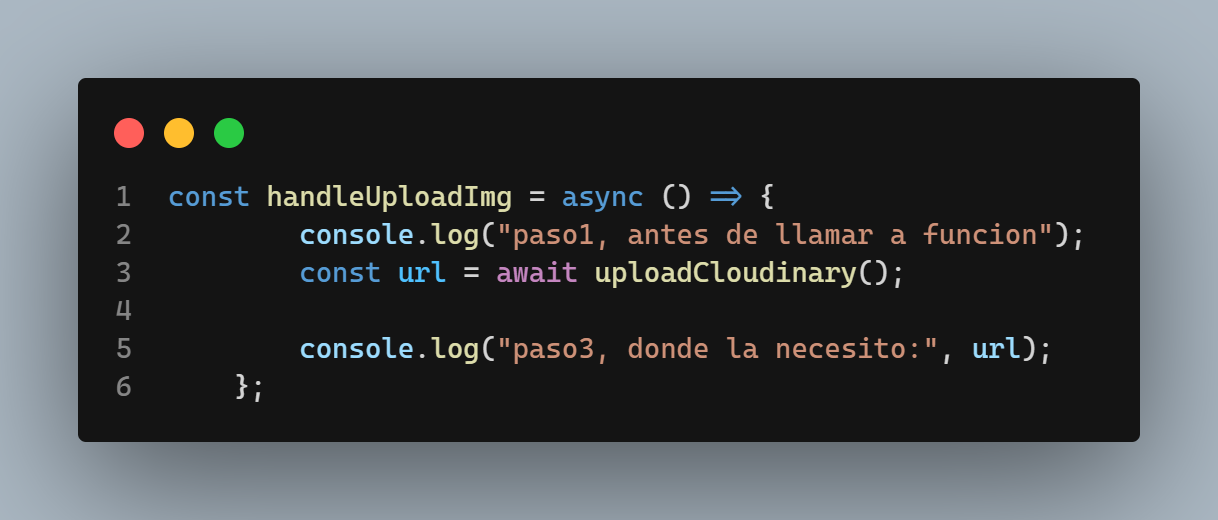 1 const handleUploadImg = async () => {
2 console.log("paso1, antes de llamar a funcion");
3 const url = await uploadCloudinary();
4
5 console.log("paso3, donde la necesito:", url);
6 };